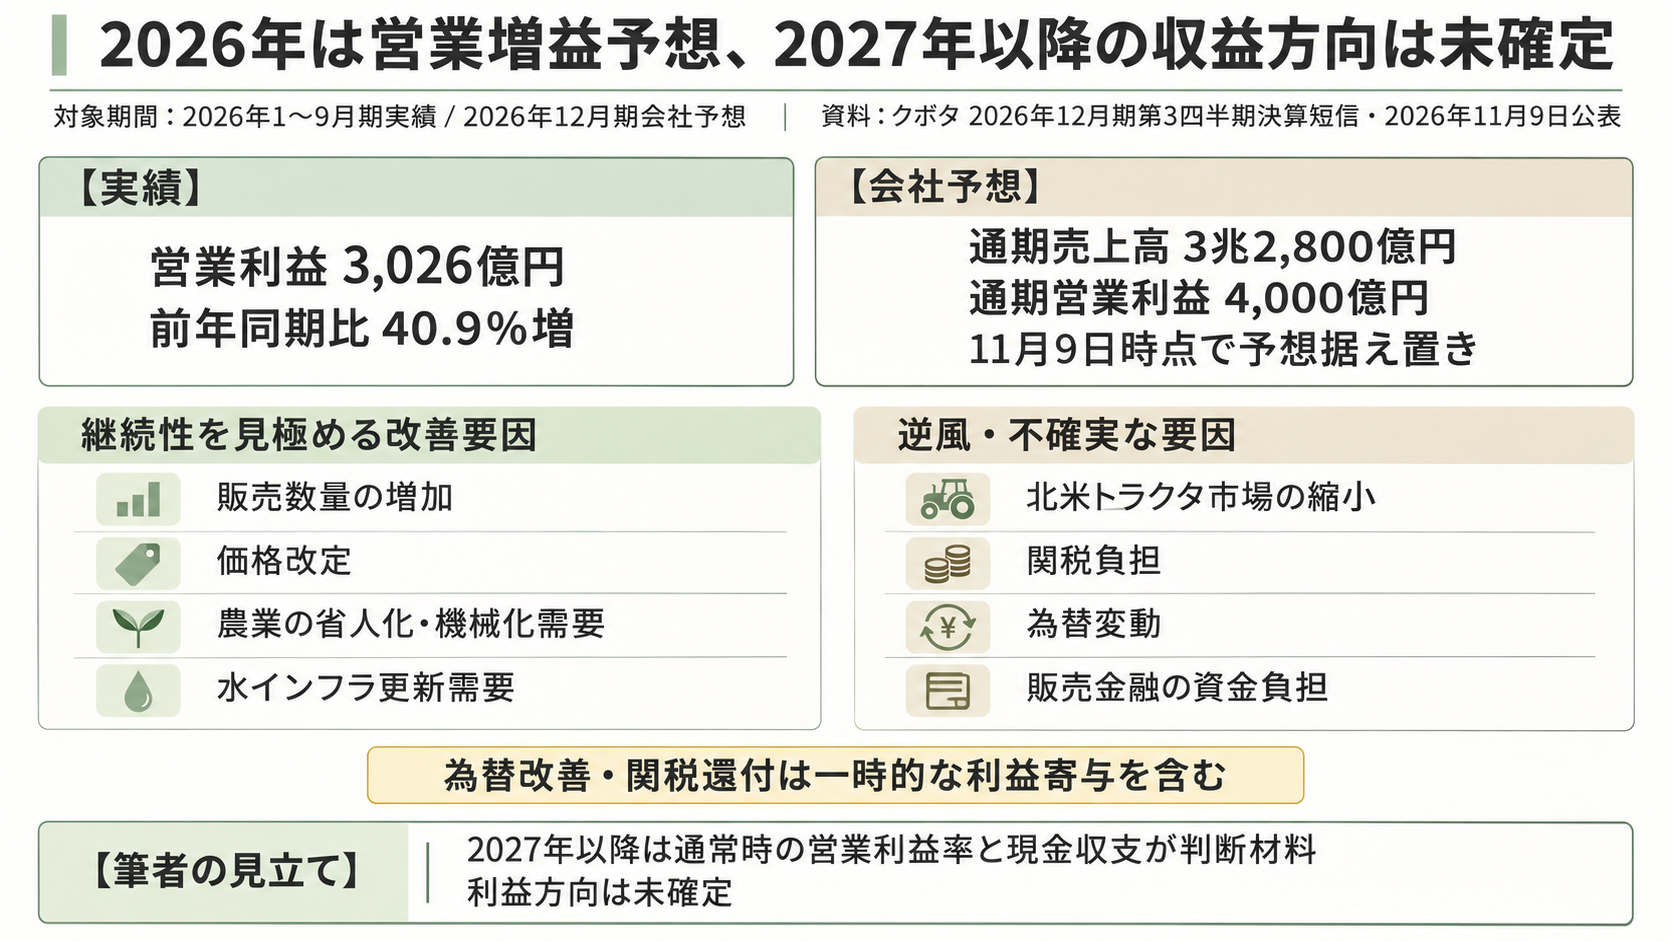 2026年は営業増益予想、2027年以降の収益方向は未確定
対象期間：2026年1〜9月期実績 / 2026年12月期会社予想 | 資料：クボタ 2026年12月期第3四半期決算短信・2026年11月9日公表
【実績】
営業利益 3,026億円
前年同期比 40.9%増
【会社予想】
通期売上高 3兆2,800億円
通期営業利益 4,000億円
11月9日時点で予想据え置き
継続性を見極める改善要因
販売数量の増加
価格改定
農業の省人化・機械化需要
水インフラ更新需要
逆風・不確実な要因
北米トラクタ市場の縮小
関税負担
¥
為替変動
販売金融の資金負担
為替改善・関税還付は一時的な利益寄与を含む
【筆者の見立て】
2027年以降は通常時の営業利益率と現金収支が判断材料
利益方向は未確定